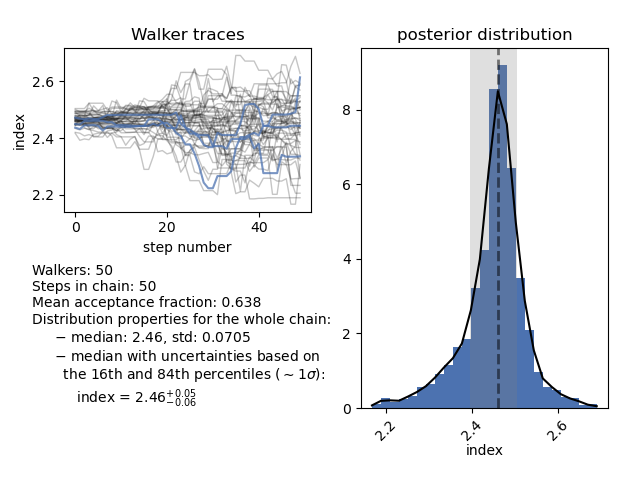 Walker traces
index
2.6
2.4
2.2
0
20
40
step number
Walkers: 50
Steps in chain: 50
Mean acceptance fraction: 0.638
Distribution properties for the whole chain:
− median: 2.46, std: 0.0705
− median with uncertainties based on
the 16th and 84th percentiles (∼1σ):
index = 2.46^{+0.05}_{−0.06}
posterior distribution
8
6
4
2
0
2.2
2.4
2.6
index